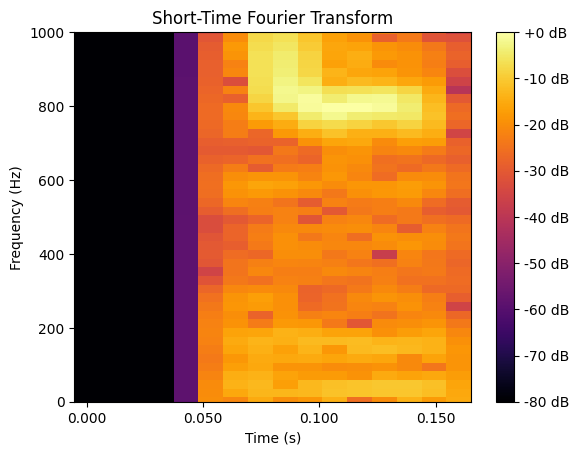 Short-Time Fourier Transform
1000
800
600
400
200
0
Frequency (Hz)
0.000
0.050
0.100
0.150
Time (s)
+0 dB
-10 dB
-20 dB
-30 dB
-40 dB
-50 dB
-60 dB
-70 dB
-80 dB